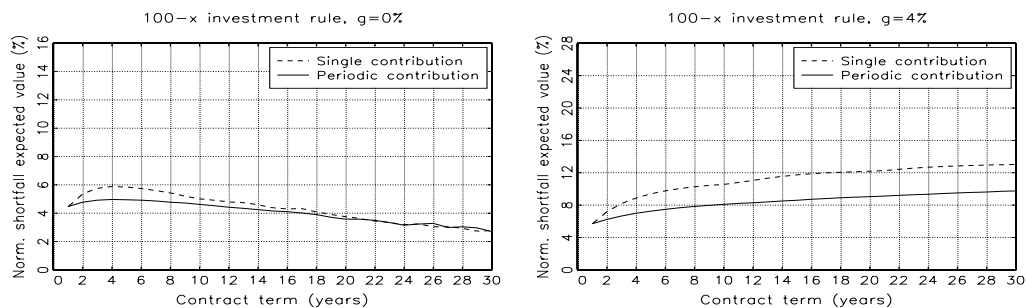 100-x investment rule, g=0%
Norm. shortfall expected value (%)
16
14
12
10
8
6
4
2
0
Single contribution
Periodic contribution
0 2 4 6 8 10 12 14 16 18 20 22 24 26 28 30
Contract term (years)
100-x investment rule, g=4%
Norm. shortfall expected value (%)
28
24
20
16
12
8
4
0
Single contribution
Periodic contribution
0 2 4 6 8 10 12 14 16 18 20 22 24 26 28 30
Contract term (years)